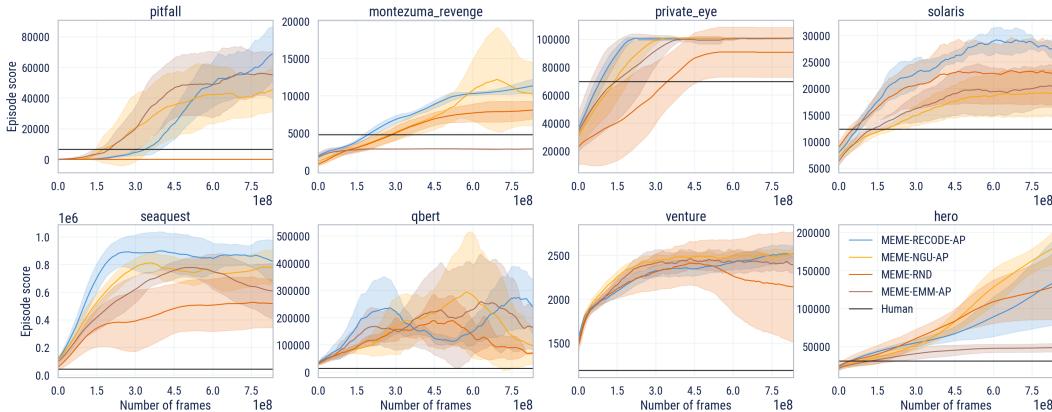 pitfall
80000
60000
40000
20000
0
Episode score
0.0 1.5 3.0 4.5 6.0 7.5
1e8
montezuma_revenge
20000
15000
10000
5000
0
0.0 1.5 3.0 4.5 6.0 7.5
1e8
private_eye
100000
80000
60000
40000
20000
0.0 1.5 3.0 4.5 6.0 7.5
1e8
solaris
30000
25000
20000
15000
10000
5000
0.0 1.5 3.0 4.5 6.0 7.5
1e8
seaquest
1e6
1.0
0.8
0.6
0.4
0.2
0.0
Episode score
0.0 1.5 3.0 4.5 6.0 7.5
Number of frames
1e8
qbert
500000
400000
300000
200000
100000
0
0.0 1.5 3.0 4.5 6.0 7.5
Number of frames
1e8
venture
2500
2000
1500
0.0 1.5 3.0 4.5 6.0 7.5
Number of frames
1e8
hero
200000
150000
100000
50000
MEME-RECODE-AP
MEME-NGU-AP
MEME-RND
MEME-EMM-AP
Human
0.0 1.5 3.0 4.5 6.0 7.5
Number of frames
1e8